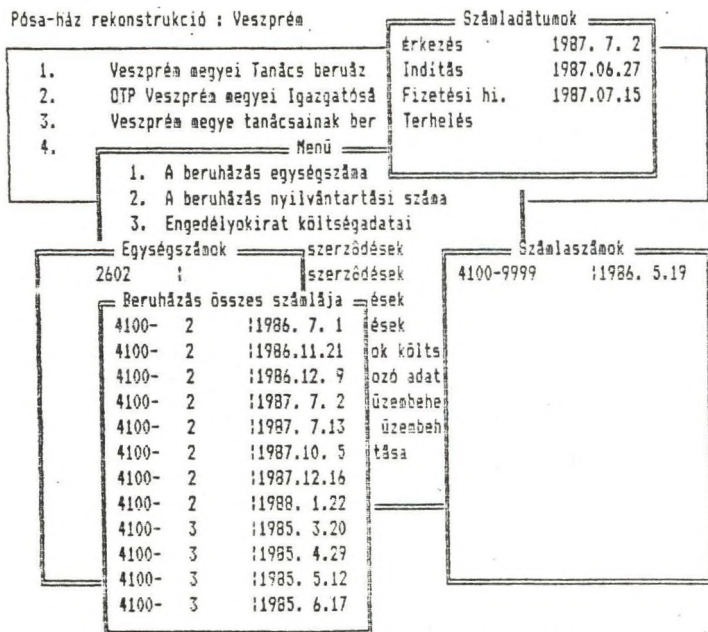 Pósa-ház rekonstrukció : Veszprém
Számladátumok
érkezés 1987. 7. 2
Indítás 1987.06.27
Fizetési hi. 1987.07.15
Terhelés
1. Veszprém megyei Tanács beruáz
2. OTP Veszprém megyei Igazgatósá
3. Veszprém megye tanácsainak ber
4.
Menü
1. A beruházás egységszáma
2. A beruházás nyilvántartási száma
3. Engedélyokirat költségadatai
szerződések
szerződések
ések
ések
ok költs
ozó adat
üzembehe
üzembeh
tása
Egységszámok
2602 ¦
Beruházás összes számlája
4100- 2 ¦1986. 7. 1
4100- 2 ¦1986.11.21
4100- 2 ¦1986.12. 9
4100- 2 ¦1987. 7. 2
4100- 2 ¦1987. 7.13
4100- 2 ¦1987.10. 5
4100- 2 ¦1987.12.16
4100- 2 ¦1988. 1.22
4100- 3 ¦1985. 3.20
4100- 3 ¦1985. 4.29
4100- 3 ¦1985. 5.12
4100- 3 ¦1985. 6.17
Számlaszámok
4100-9999 ¦1986. 5.19